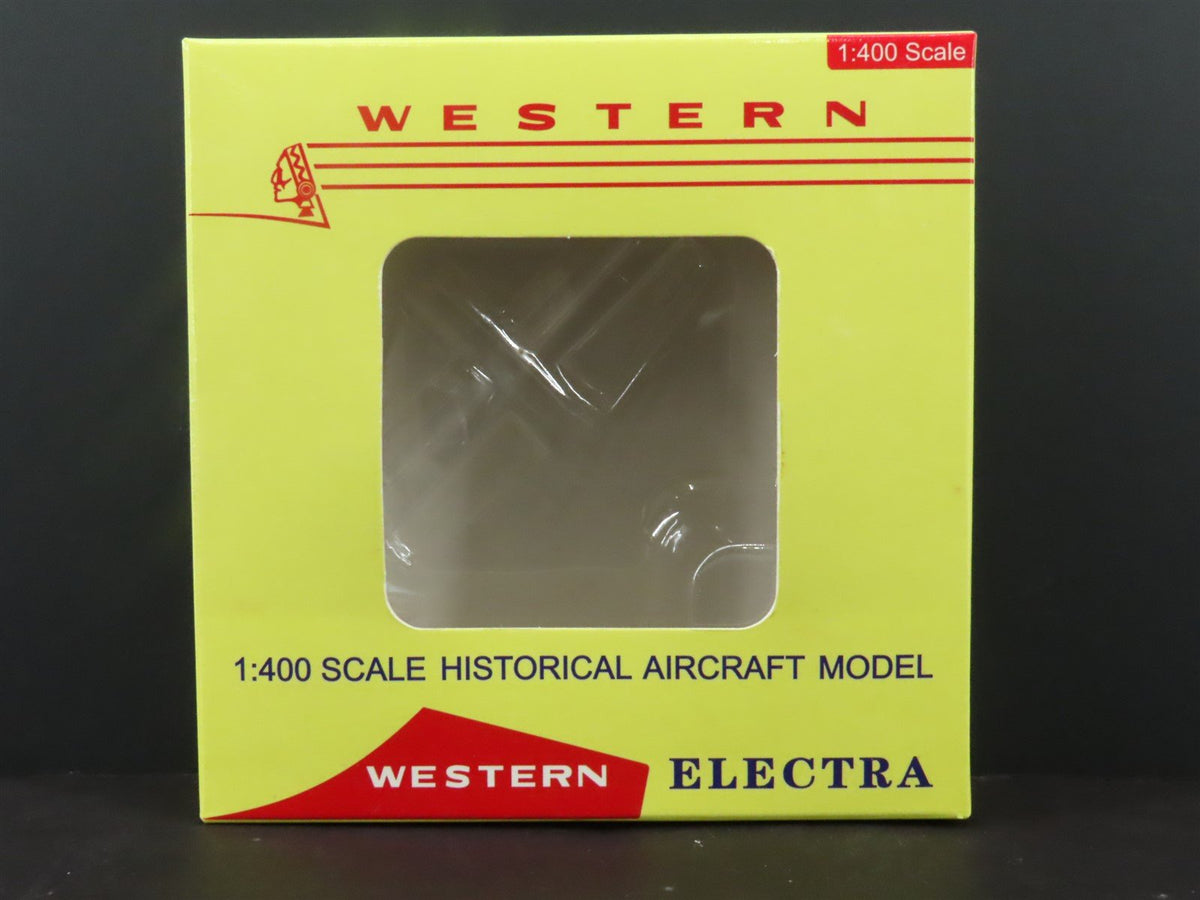 1:400 Scale
WESTERN
1:400 SCALE HISTORICAL AIRCRAFT MODEL
WESTERN ELECTRA